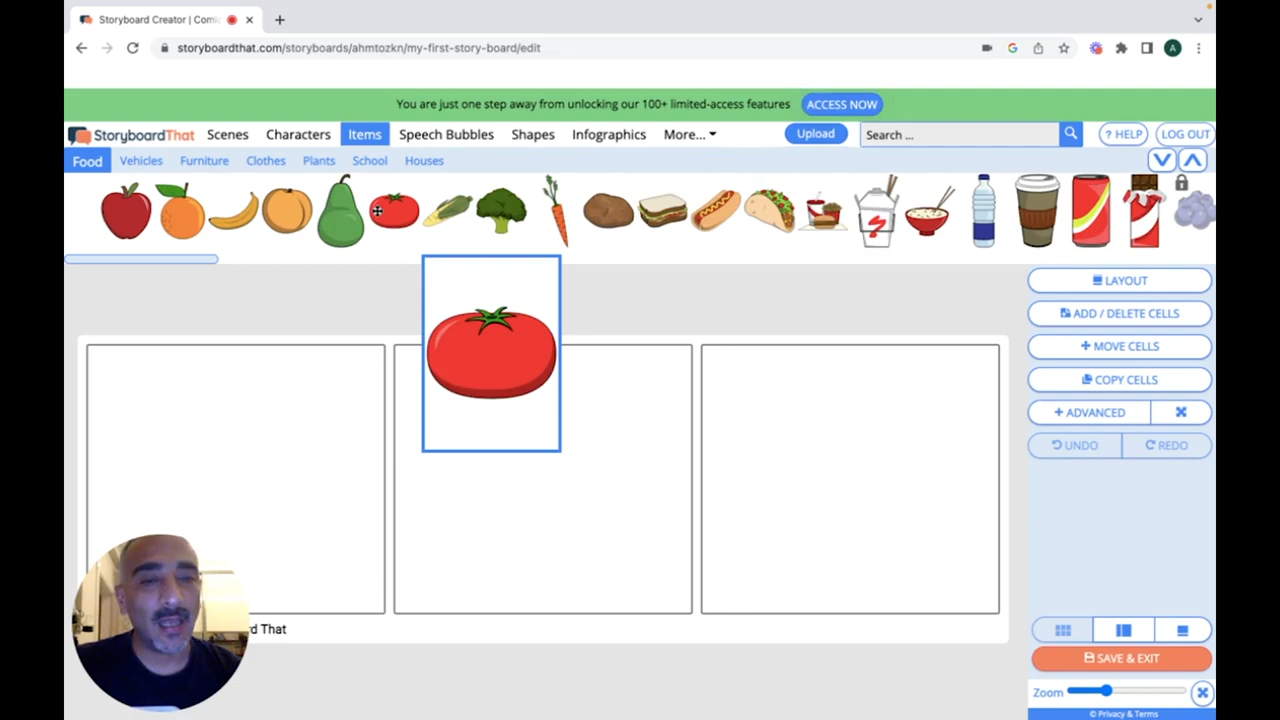 Storyboard Creator | Comic
storyboardthat.com/storyboards/ahmtozkn/my-first-story-board/edit
A
You are just one step away from unlocking our 100+ limited-access features
ACCESS NOW
StoryboardThat
Scenes
Characters
Items
Speech Bubbles
Shapes
Infographics
More...
Upload
Search ...
? HELP
LOG OUT
Food
Vehicles
Furniture
Clothes
Plants
School
Houses
LAYOUT
ADD / DELETE CELLS
MOVE CELLS
COPY CELLS
ADVANCED
UNDO
REDO
d That
SAVE & EXIT
Zoom
© Privacy & Terms